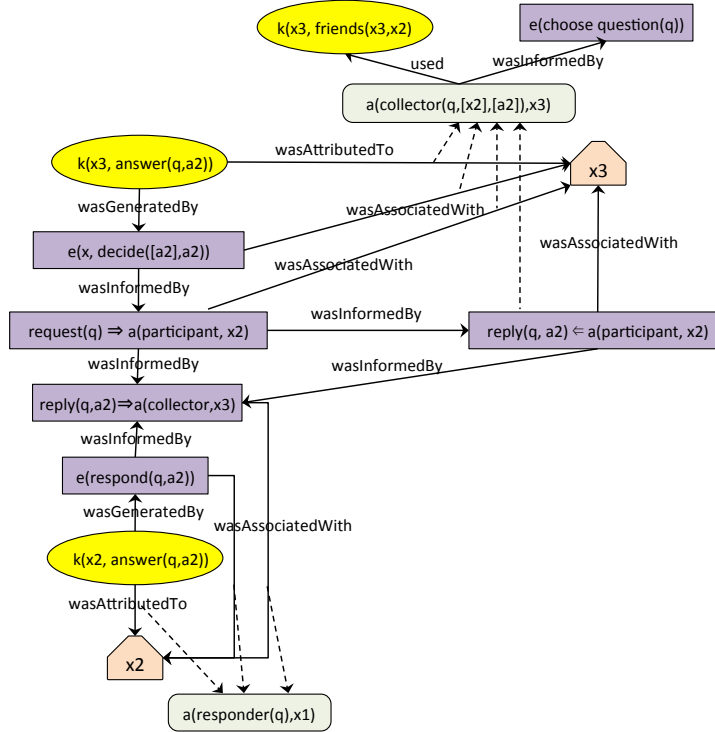 k(x3, friends(x3,x2)
e(choose question(q))
used
wasInformedBy
a(collector(q,[x2],[a2]),x3)
k(x3, answer(q,a2))
wasAttributedTo
x3
wasGeneratedBy
wasAssociatedWith
e(x, decide([a2],a2))
wasAssociatedWith
wasAssociatedWith
wasInformedBy
request(q) ⇒ a(participant, x2)
wasInformedBy
reply(q, a2) ⇐ a(participant, x2)
wasInformedBy
wasInformedBy
reply(q,a2)⇒a(collector,x3)
wasInformedBy
e(respond(q,a2))
wasGeneratedBy
wasAssociatedWith
k(x2, answer(q,a2))
wasAttributedTo
x2
a(responder(q),x1)